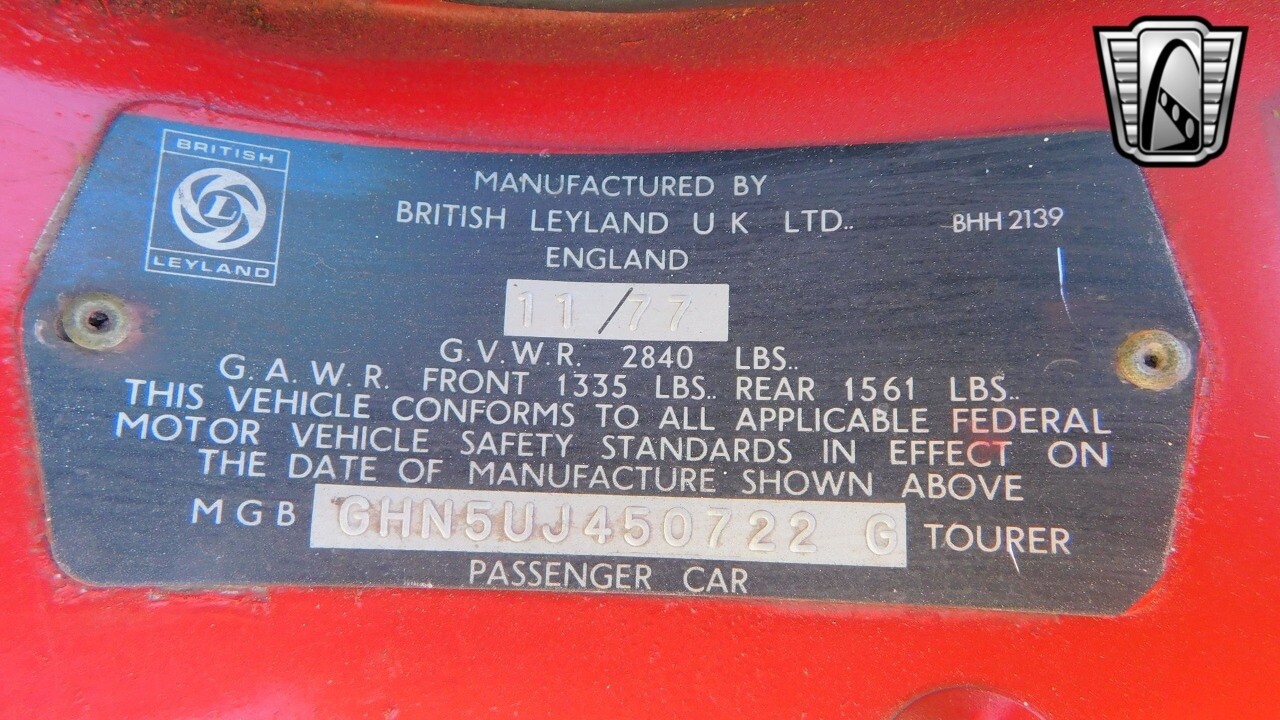 BRITISH
L
LEYLAND
MANUFACTURED BY
BRITISH LEYLAND U K LTD..
BHH 2139
ENGLAND
11/77
G.V.W.R. 2840 LBS..
G.A.W.R. FRONT 1335 LBS.. REAR 1561 LBS..
THIS VEHICLE CONFORMS TO ALL APPLICABLE FEDERAL
MOTOR VEHICLE SAFETY STANDARDS IN EFFECT ON
THE DATE OF MANUFACTURE SHOWN ABOVE
MGB GHN5UJ450722 G TOURER
PASSENGER CAR